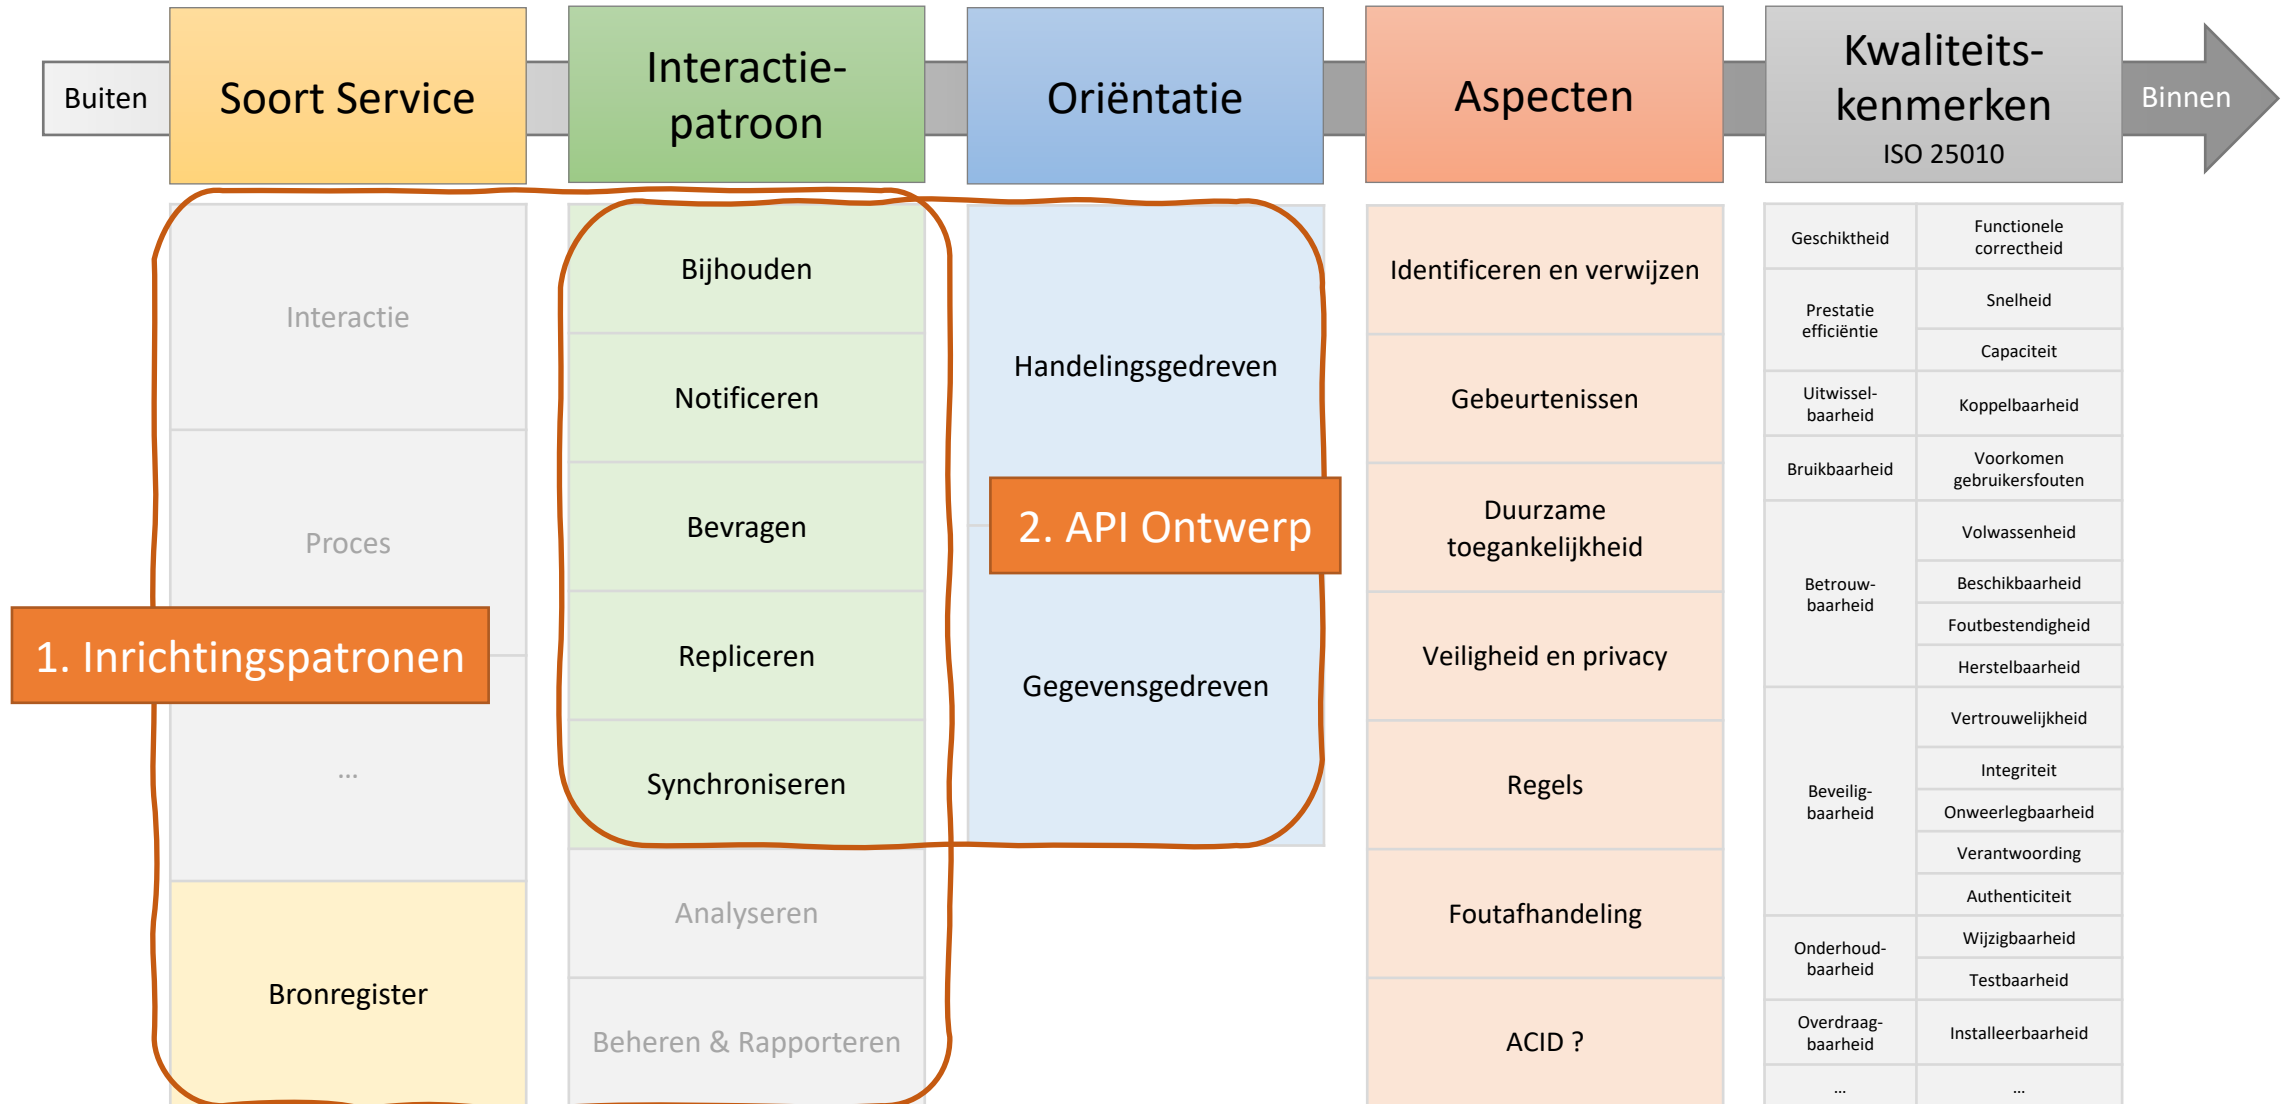 Buiten
Soort Service
Interactie-
patroon
Oriëntatie
Aspecten
Kwaliteits-
kenmerken
ISO 25010
Binnen
Interactie
Proces
...
Bronregister
1. Inrichtingspatronen
Bijhouden
Notificeren
Bevragen
Repliceren
Synchroniseren
Analyseren
Beheren & Rapporteren
Handelingsgedreven
2. API Ontwerp
Gegevensgedreven
Identificeren en verwijzen
Gebeurtenissen
Duurzame
toegankelijkheid
Veiligheid en privacy
Regels
Foutafhandeling
ACID ?
Geschiktheid
Functionele
correctheid
Prestatie
efficiëntie
Snelheid
Capaciteit
Uitwissel-
baarheid
Koppelbaarheid
Bruikbaarheid
Voorkomen
gebruikersfouten
Betrouw-
baarheid
Volwassenheid
Beschikbaarheid
Foutbestendigheid
Herstelbaarheid
Beveilig-
baarheid
Vertrouwelijkheid
Integriteit
Onweerlegbaarheid
Verantwoording
Authenticiteit
Onderhoud-
baarheid
Wijzigbaarheid
Testbaarheid
Overdraag-
baarheid
Installeerbaarheid
...
...